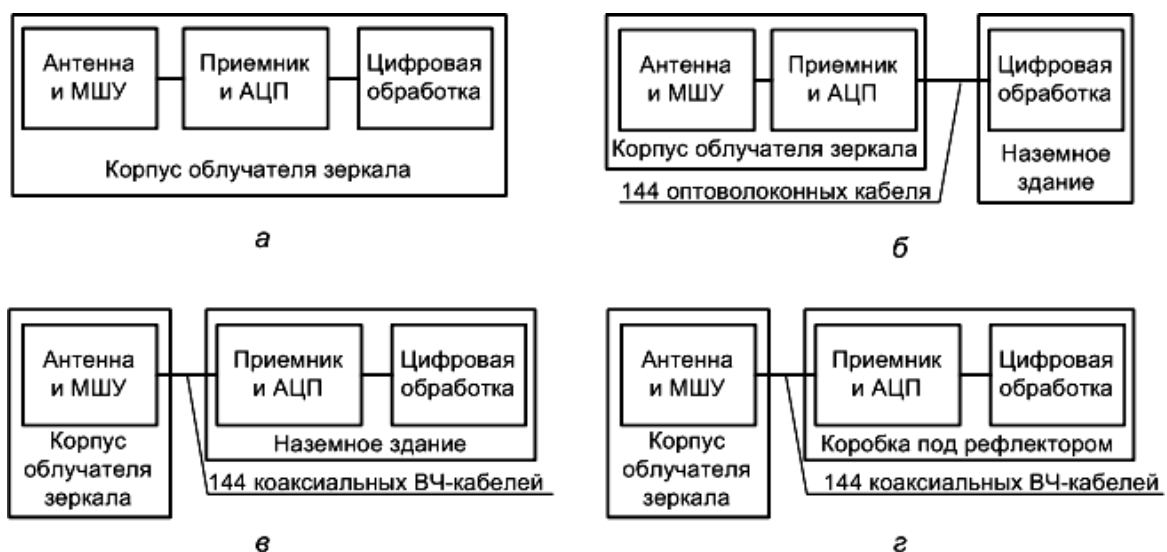 Антенна
и МШУ
Приемник
и АЦП
Цифровая
обработка
Корпус облучателя зеркала
а
Антенна
и МШУ
Приемник
и АЦП
Корпус облучателя зеркала
144 оптоволоконных кабеля
Цифровая
обработка
Наземное
здание
б
Антенна
и МШУ
Корпус
облучателя
зеркала
Приемник
и АЦП
Цифровая
обработка
Наземное здание
144 коаксиальных ВЧ-кабелей
в
Антенна
и МШУ
Корпус
облучателя
зеркала
Приемник
и АЦП
Цифровая
обработка
Коробка под рефлектором
144 коаксиальных ВЧ-кабелей
г